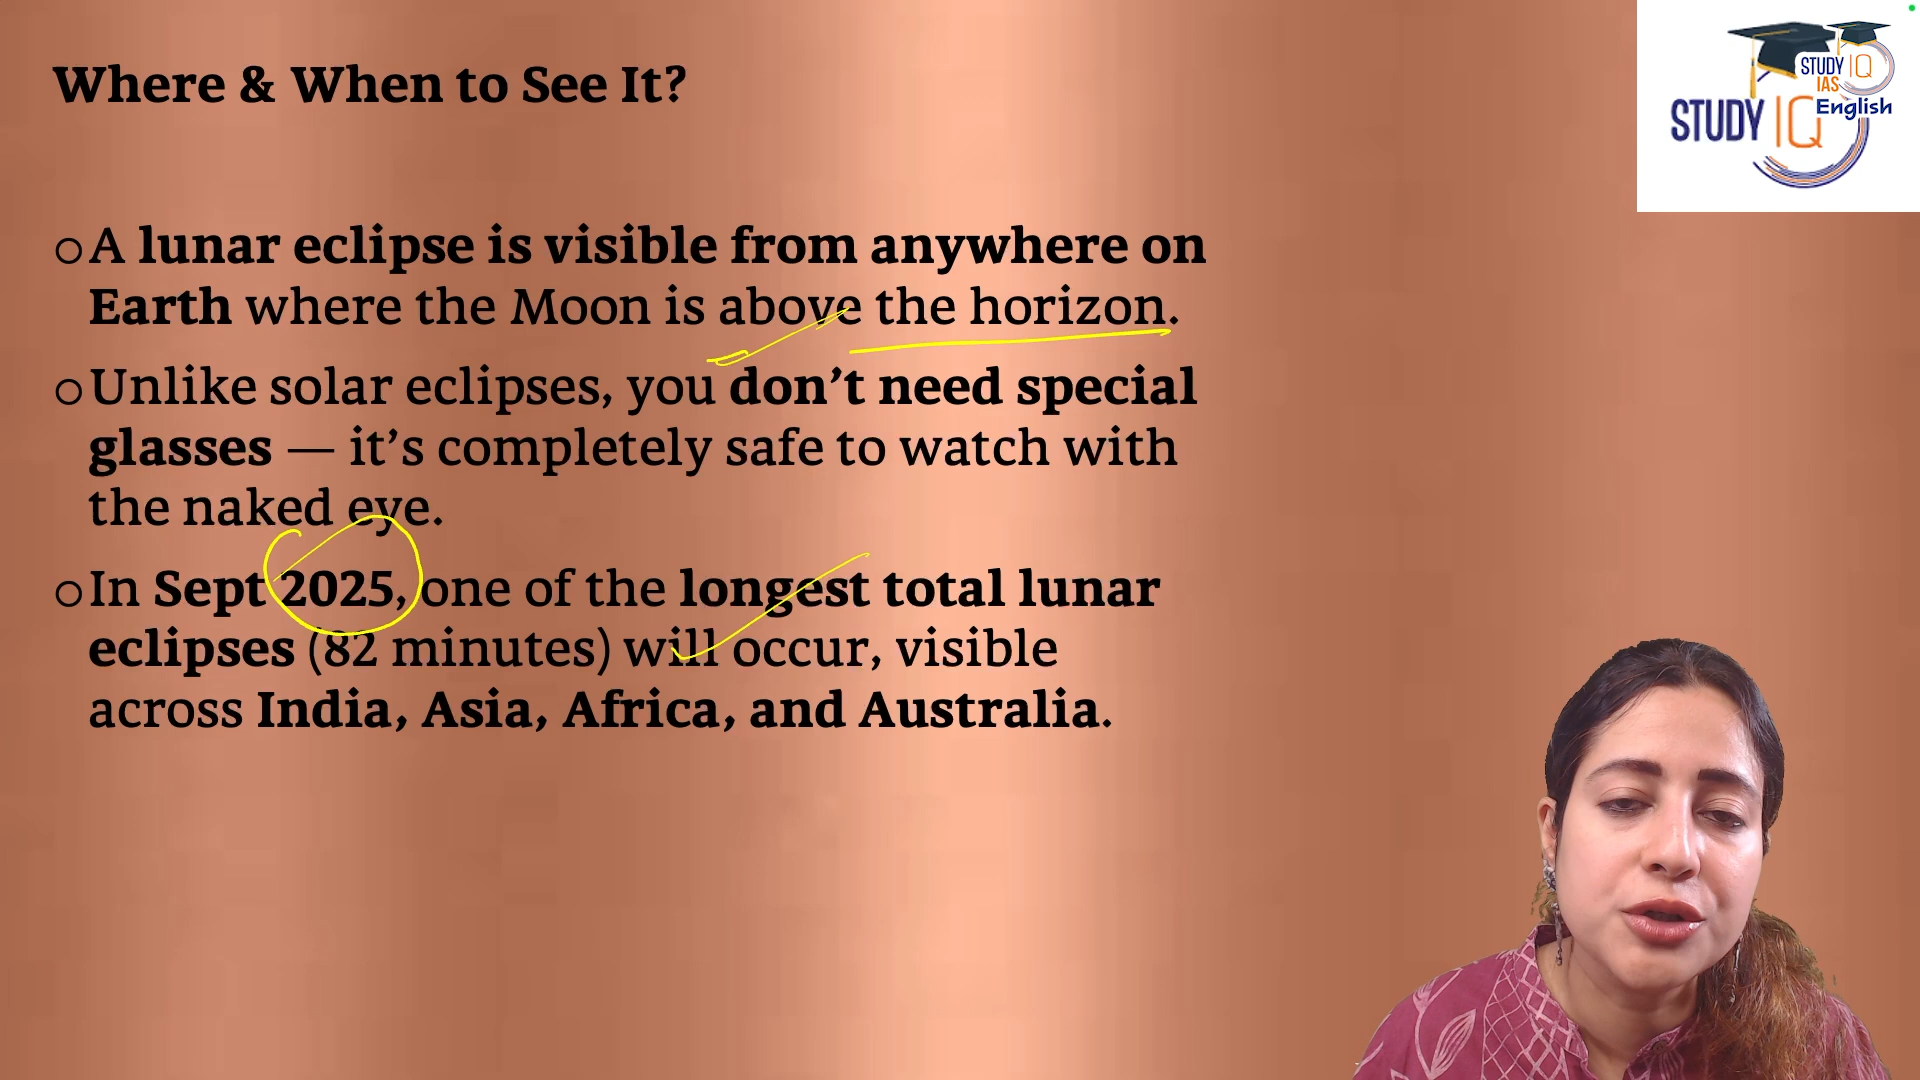 Where & When to See It?
STUDY IQ
IAS
English
STUDY IQ
○A lunar eclipse is visible from anywhere on
Earth where the Moon is above the horizon.
○Unlike solar eclipses, you don’t need special
glasses — it’s completely safe to watch with
the naked eye.
○In Sept 2025, one of the longest total lunar
eclipses (82 minutes) will occur, visible
across India, Asia, Africa, and Australia.